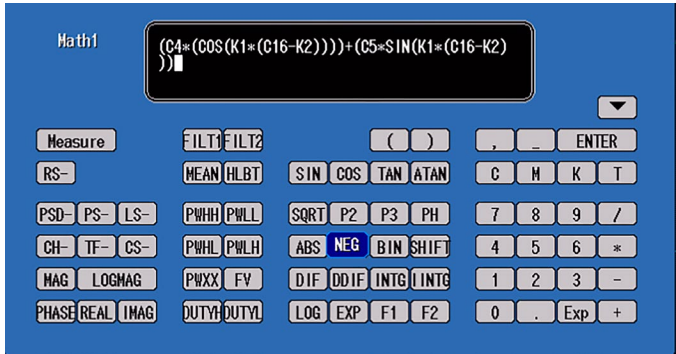 Math1
(C4*(COS(K1*(C16-K2))))+(C5*SIN(K1*(C16-K2)
))
Measure FILT1 FILT2 ( ) , _ ENTER
RS- MEAN HLBT SIN COS TAN ATAN C M K T
PSD- PS- LS- PWHH PWLL SQRT P2 P3 PH 7 8 9 /
CH- TF- CS- PWHL PWLH ABS NEG BIN SHIFT 4 5 6 *
MAG LOGMAG PWXX FV DIF DDIF INTG IINTG 1 2 3 -
PHASE REAL IMAG DUTYH DUTYL LOG EXP F1 F2 0 . Exp +